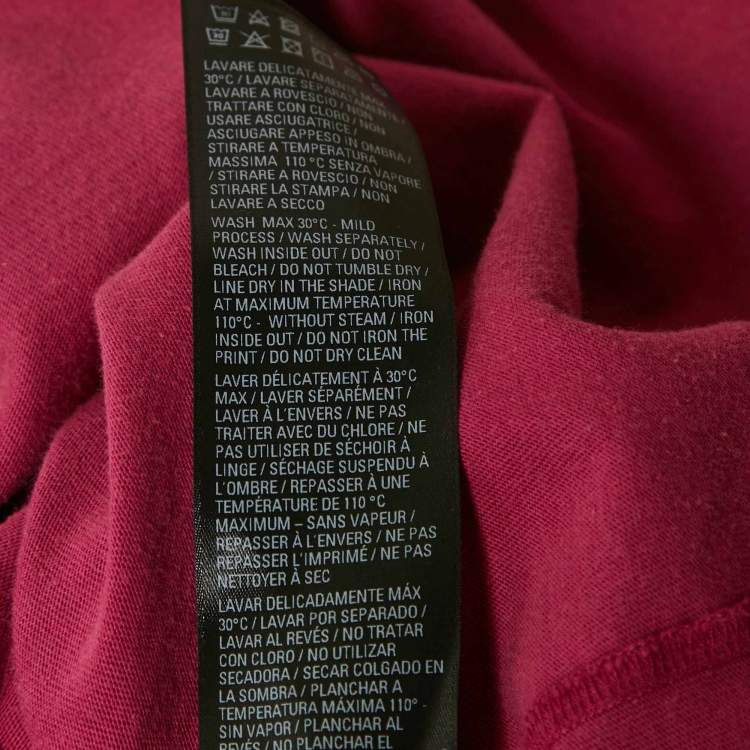 LAVARE DELICATAMENTE MAX
30°C / LAVARE SEPARATAMENTE /
LAVARE A ROVESCIO / NON
TRATTARE CON CLORO / NON
USARE ASCIUGATRICE /
ASCIUGARE APPESO IN OMBRA /
STIRARE A TEMPERATURA
MASSIMA 110 °C SENZA VAPORE
/ STIRARE A ROVESCIO / NON
STIRARE LA STAMPA / NON
LAVARE A SECCO
WASH MAX 30°C - MILD
PROCESS / WASH SEPARATELY /
WASH INSIDE OUT / DO NOT
BLEACH / DO NOT TUMBLE DRY /
LINE DRY IN THE SHADE / IRON
AT MAXIMUM TEMPERATURE
110°C - WITHOUT STEAM / IRON
INSIDE OUT / DO NOT IRON THE
PRINT / DO NOT DRY CLEAN
LAVER DÉLICATEMENT À 30°C
MAX / LAVER SÉPARÉMENT /
LAVER À L'ENVERS / NE PAS
TRAITER AVEC DU CHLORE / NE
PAS UTILISER DE SÉCHOIR À
LINGE / SÉCHAGE SUSPENDU À
L'OMBRE / REPASSER À UNE
TEMPÉRATURE DE 110 °C
MAXIMUM – SANS VAPEUR /
REPASSER À L'ENVERS / NE PAS
REPASSER L'IMPRIMÉ / NE PAS
NETTOYER À SEC
LAVAR DELICADAMENTE MÁX
30°C / LAVAR POR SEPARADO /
LAVAR AL REVÉS / NO TRATAR
CON CLORO / NO UTILIZAR
SECADORA / SECAR COLGADO EN
LA SOMBRA / PLANCHAR A
TEMPERATURA MÁXIMA 110° -
SIN VAPOR / PLANCHAR AL
REVÉS / NO PLANCHAR EL